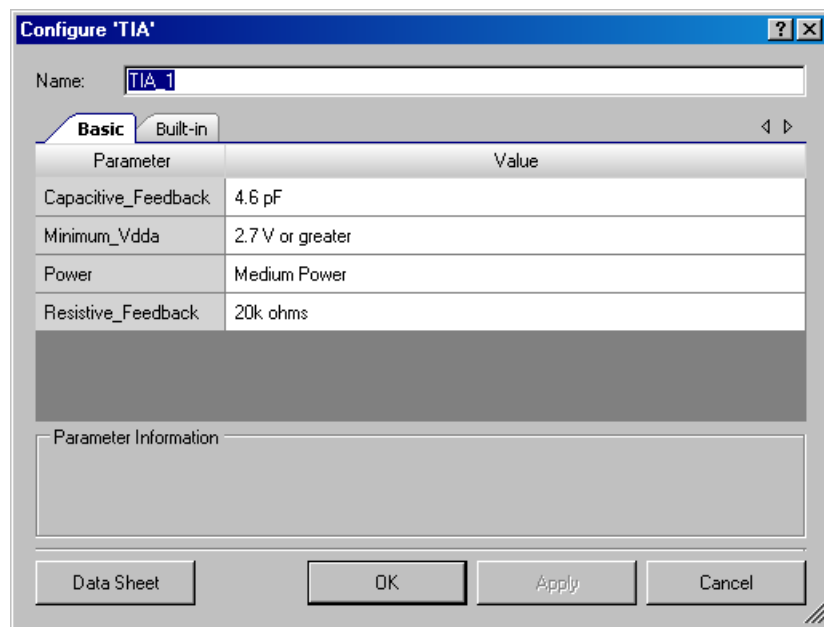 Configure 'TIA'
Name: TIA_1
Basic Built-in
Parameter Value
Capacitive_Feedback 4.6 pF
Minimum_Vdda 2.7 V or greater
Power Medium Power
Resistive_Feedback 20k ohms
Parameter Information
Data Sheet OK Apply Cancel